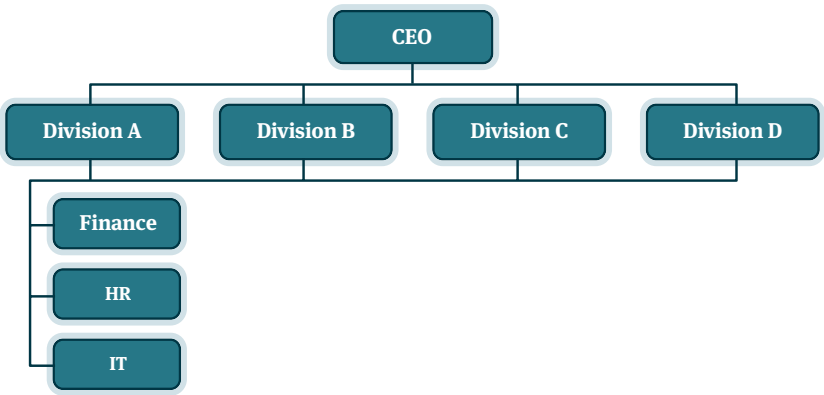 CEO
Division A
Division B
Division C
Division D
Finance
HR
IT